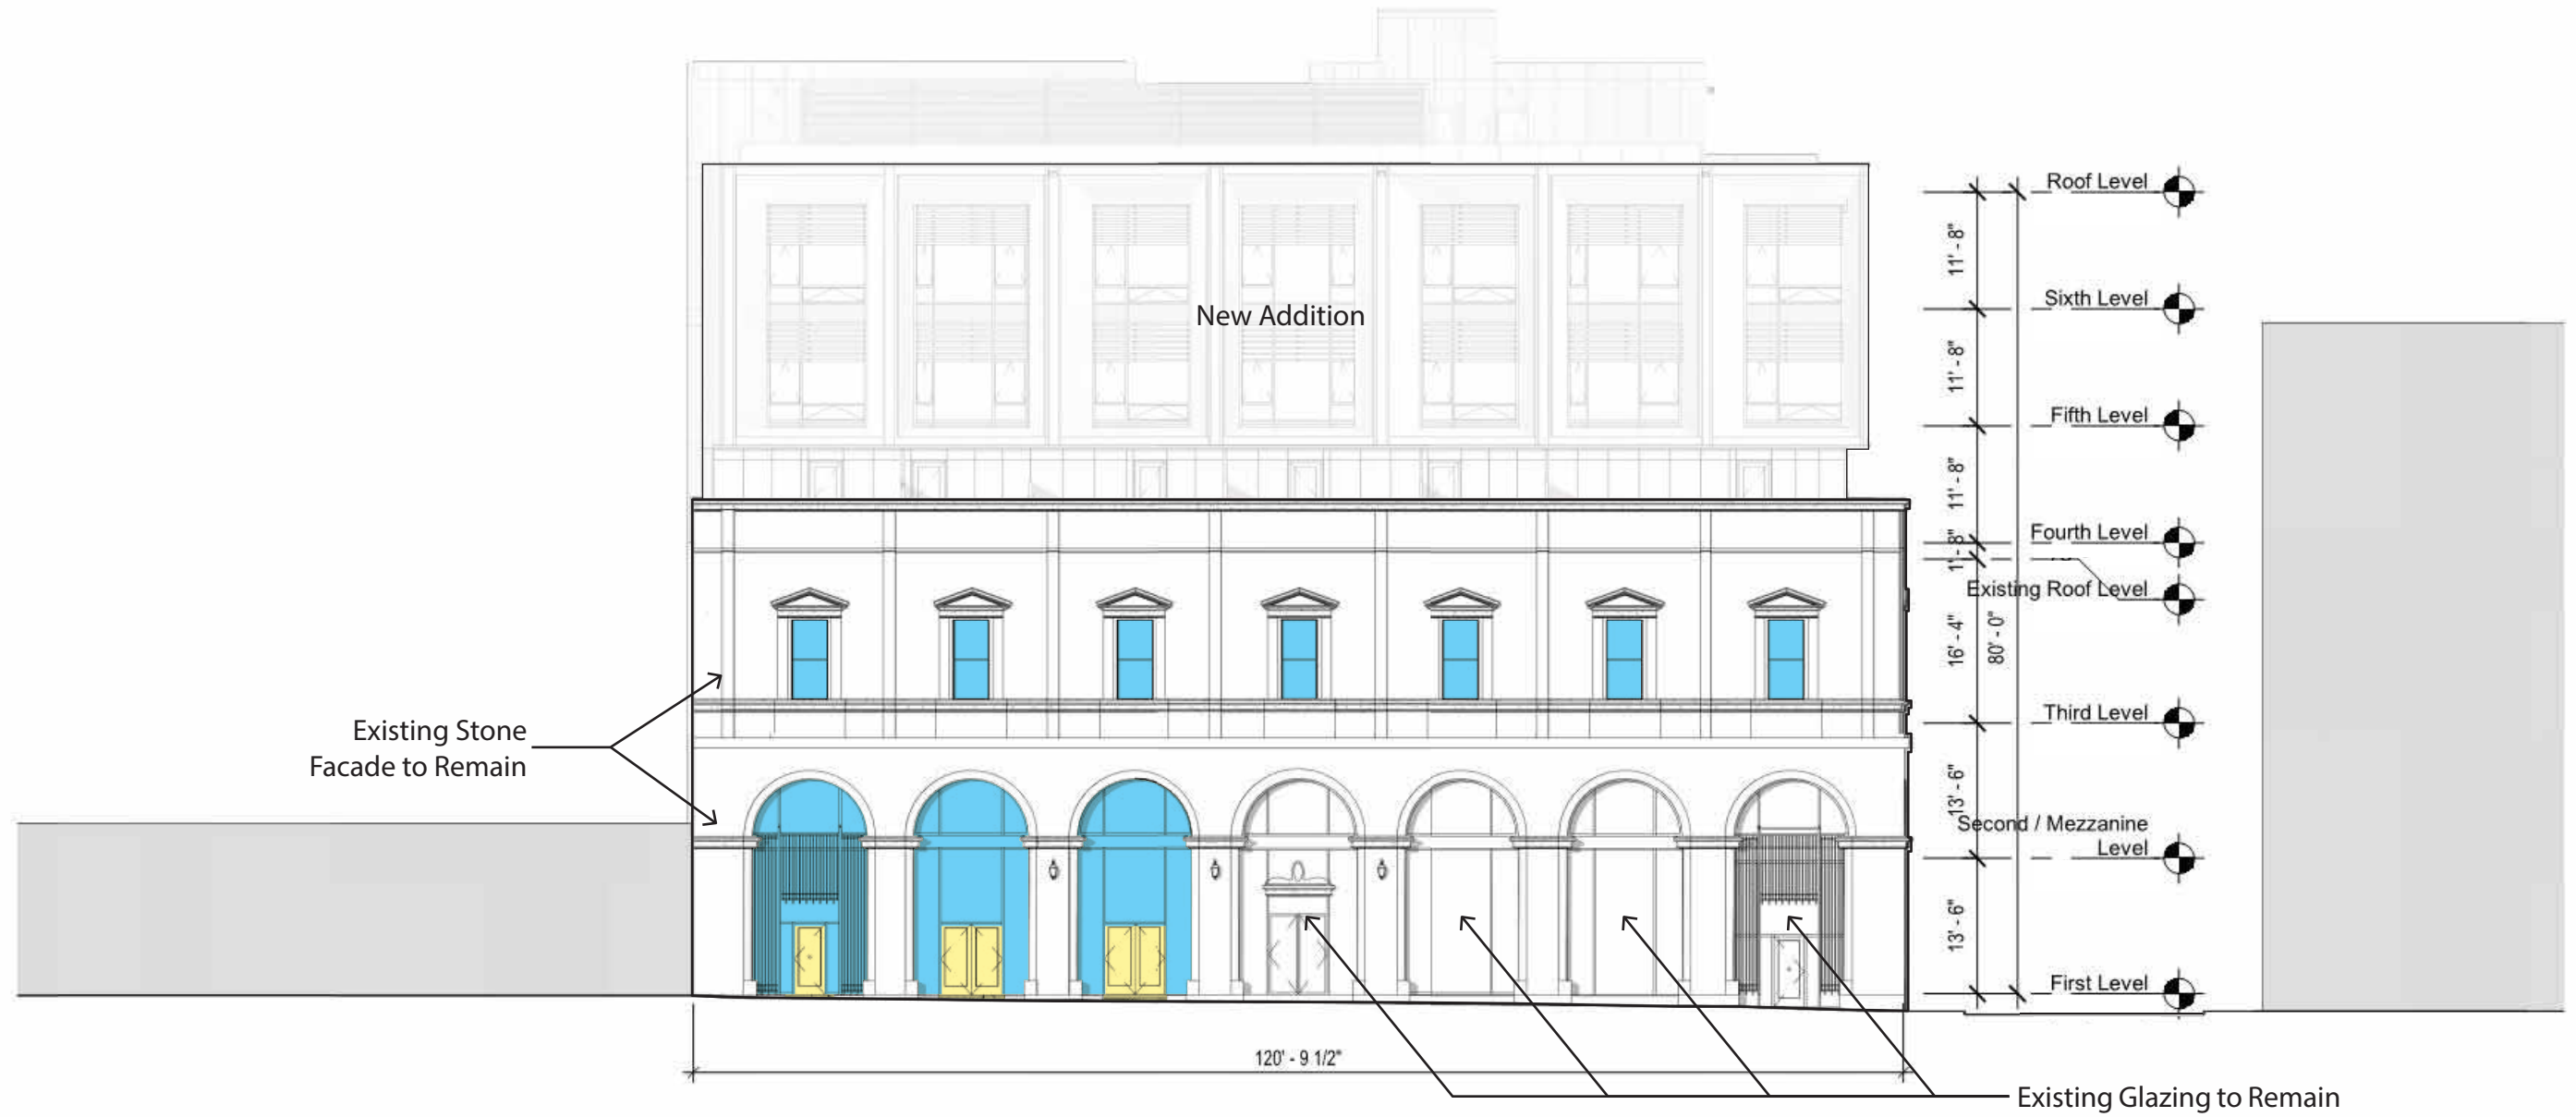 Roof Level
11' - 8"
Sixth Level
New Addition
11' - 8"
Fifth Level
11' - 8"
Fourth Level
1' - 8"
Existing Roof Level
16' - 4"
80' - 0"
Third Level
Existing Stone
Facade to Remain
13' - 6"
Second / Mezzanine
Level
13' - 6"
First Level
120' - 9 1/2"
Existing Glazing to Remain